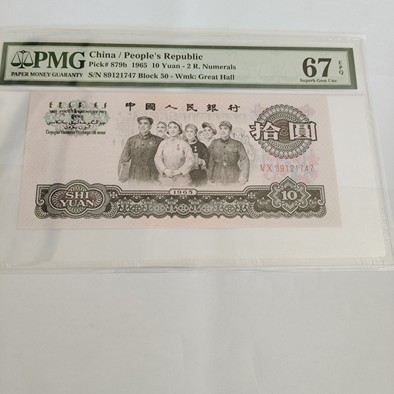 PMG
PAPER MONEY GUARANTY
China / People's Republic
Pick# 879b 1965 10 Yuan - 2 R. Numerals
S/N 89121747 Block 50 - Wmk: Great Hall
67 EPQ
Superb Gem Unc
中國人民銀行
拾圓
VX 89121747
1965
SHI
YUAN
10